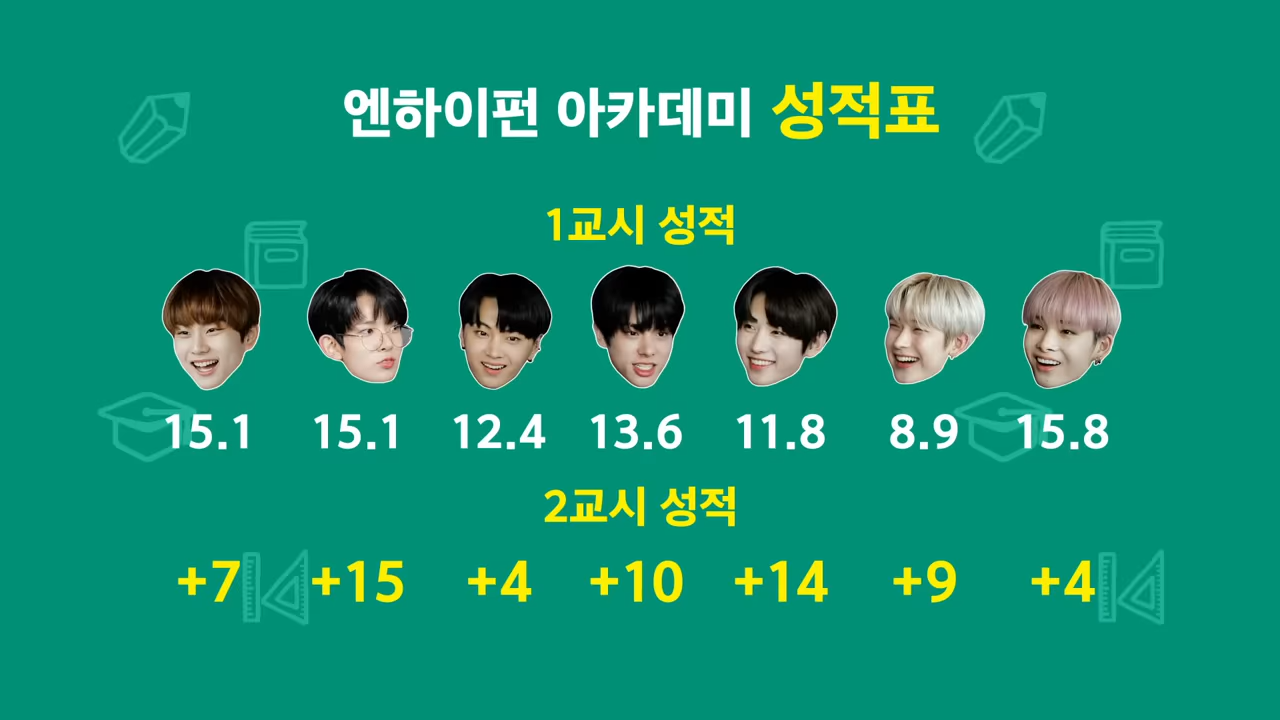 엔하이펀 아카데미 성적표
1교시 성적
15.1 15.1 12.4 13.6 11.8 8.9 15.8
2교시 성적
+7 +15 +4 +10 +14 +9 +4